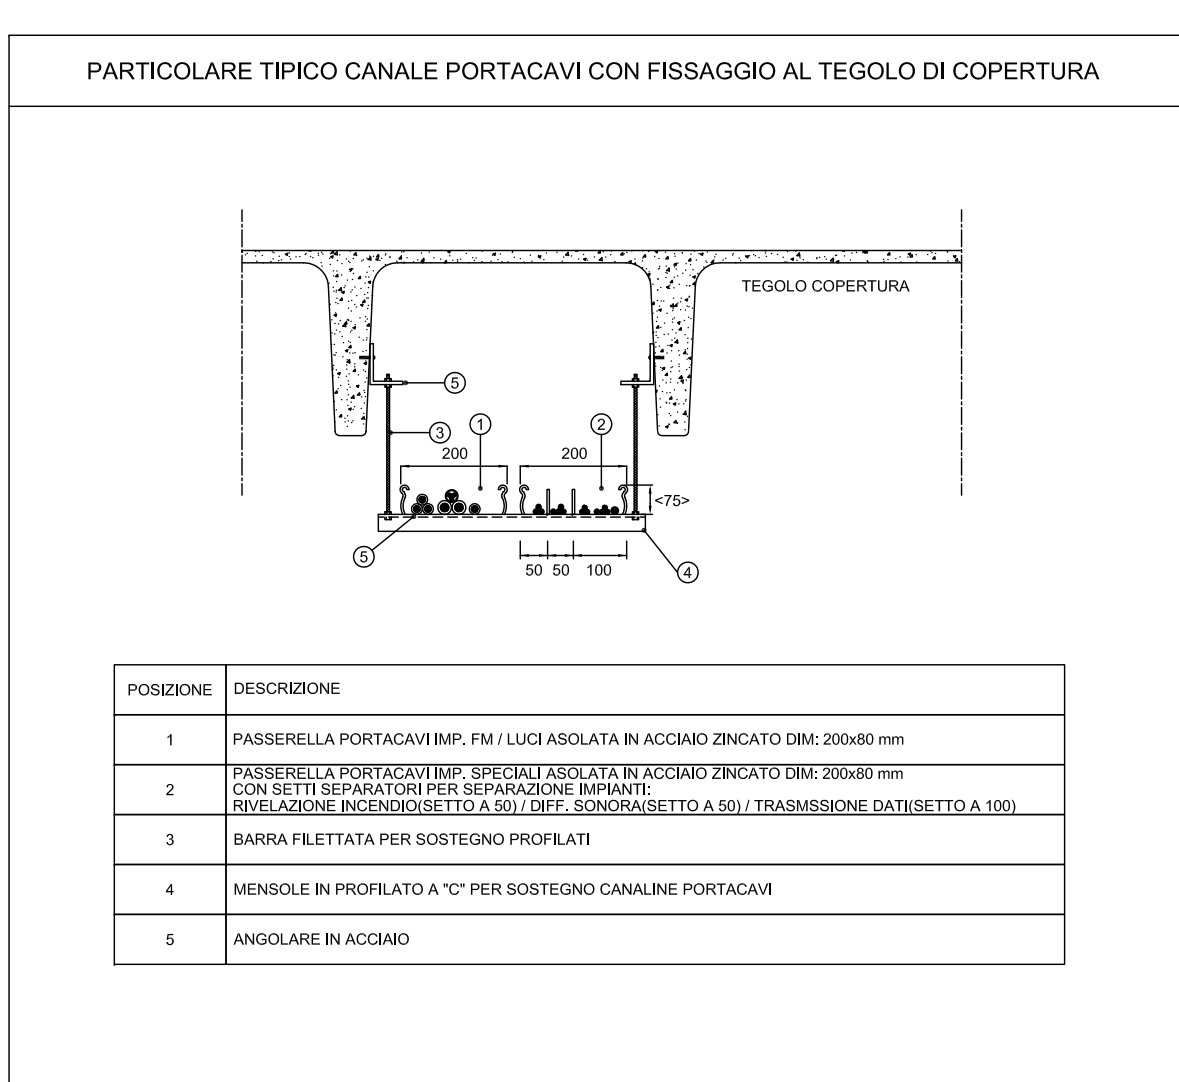 PARTICOLARE TIPICO CANALE PORTACAVI CON FISSAGGIO AL TEGOLO DI COPERTURA
TEGOLO COPERTURA
5
3
1
2
200
200
<75>
5
50 50 100
4
POSIZIONE DESCRIZIONE
1 PASSERELLA PORTACAVI IMP. FM / LUCI ASOLATA IN ACCIAIO ZINCATO DIM: 200x80 mm
2 PASSERELLA PORTACAVI IMP. SPECIALI ASOLATA IN ACCIAIO ZINCATO DIM: 200x80 mm
CON SETTI SEPARATORI PER SEPARAZIONE IMPIANTI:
RIVELAZIONE INCENDIO(SETTO A 50) / DIFF. SONORA(SETTO A 50) / TRASMSSIONE DATI(SETTO A 100)
3 BARRA FILETTATA PER SOSTEGNO PROFILATI
4 MENSOLE IN PROFILATO A "C" PER SOSTEGNO CANALINE PORTACAVI
5 ANGOLARE IN ACCIAIO